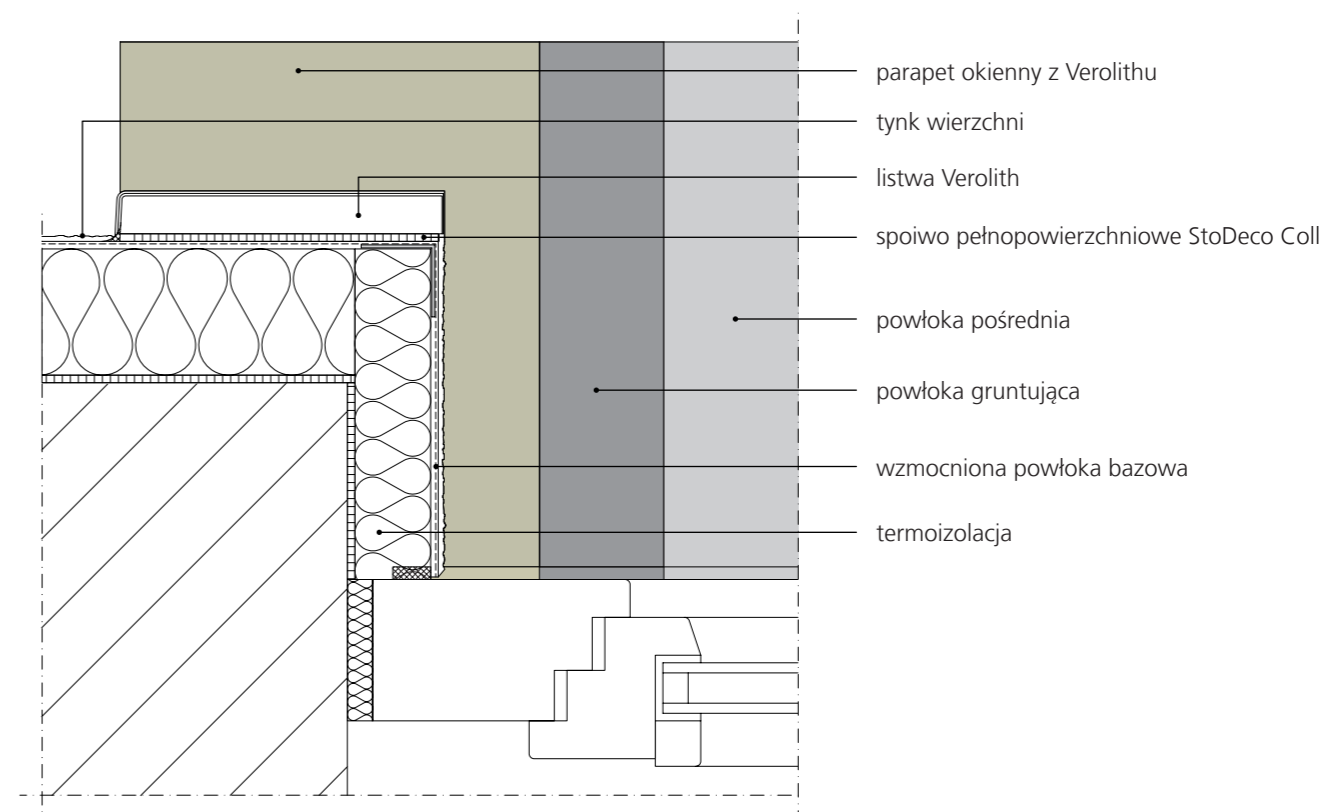 parapet okienny z Verolithu
tynk wierzchni
listwa Verolith
spoiwo pełnopowierzchniowe StoDeco Coll
powłoka pośrednia
powłoka gruntująca
wzmocniona powłoka bazowa
termoizolacja